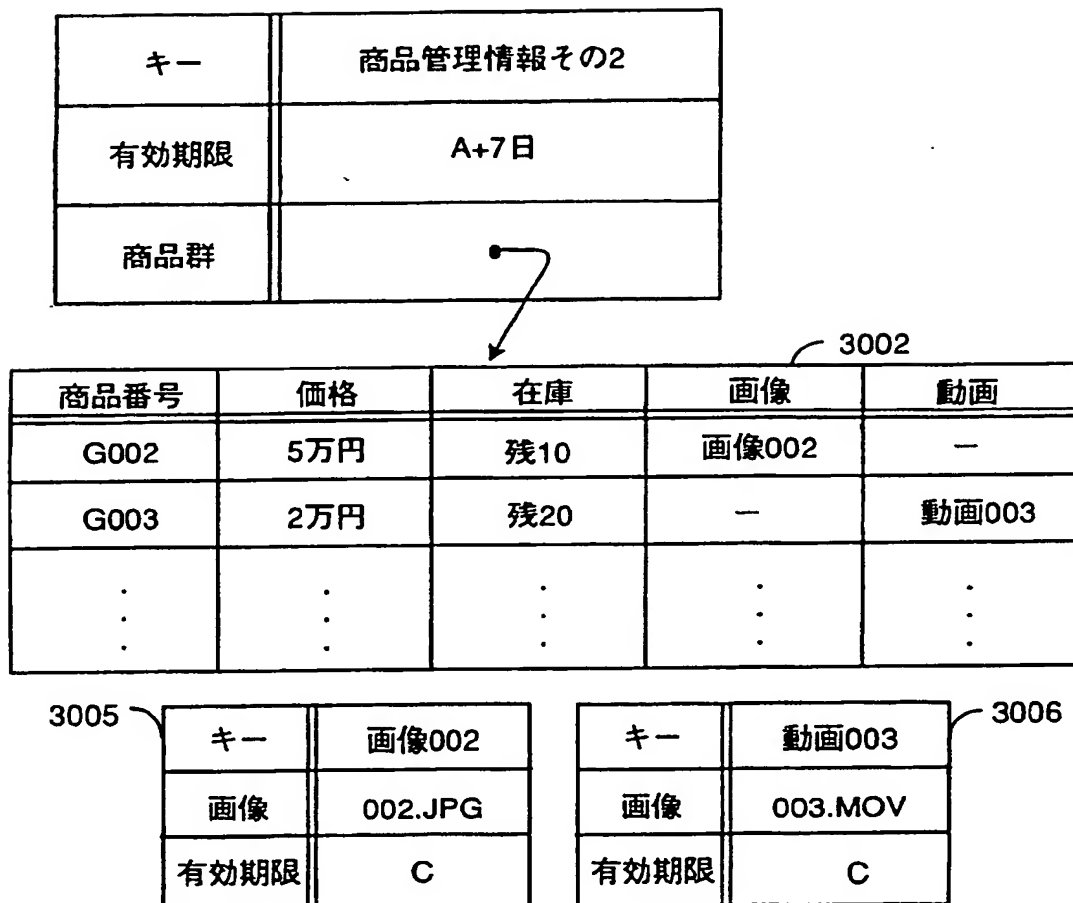 キー 商品管理情報その2
有効期限 A+7日
商品群
3002
商品番号 価格 在庫 画像 動画
G002 5万円 残10 画像002 ー
G003 2万円 残20 ー 動画003
3005
キー 画像002
画像 002.JPG
有効期限 C
3006
キー 動画003
画像 003.MOV
有効期限 C